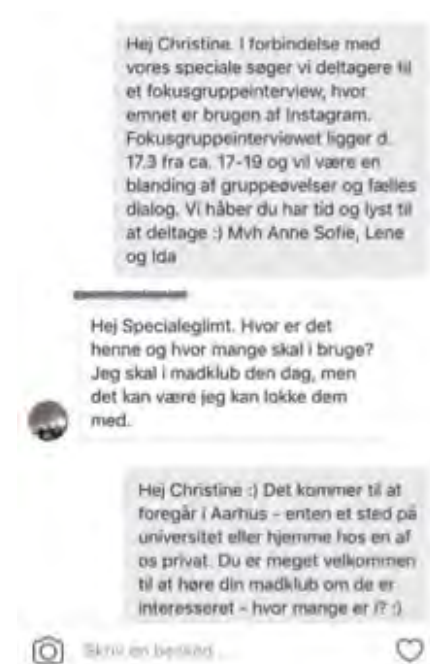 Hej Christine. I forbindelse med
vores speciale søger vi deltagere til
et fokusgruppeinterview, hvor
emnet er brugen af Instagram.
Fokusgruppeinterviewet ligger d.
17.3 fra ca. 17-19 og vil være en
blanding af gruppeøvelser og fælles
dialog. Vi håber du har tid og lyst til
at deltage :) Mvh Anne Sofie, Lene
og Ida
Hej Specialeglimt. Hvor er det
henne og hvor mange skal i bruge?
Jeg skal i madklub den dag, men
det kan være jeg kan lokke dem
med.
Hej Christine :) Det kommer til at
foregår i Aarhus – enten et sted på
universitet eller hjemme hos en af
os privat. Du er meget velkommen
til at høre din madklub om de er
interesseret – hvor mange er i? :)
Skriv en besked ...